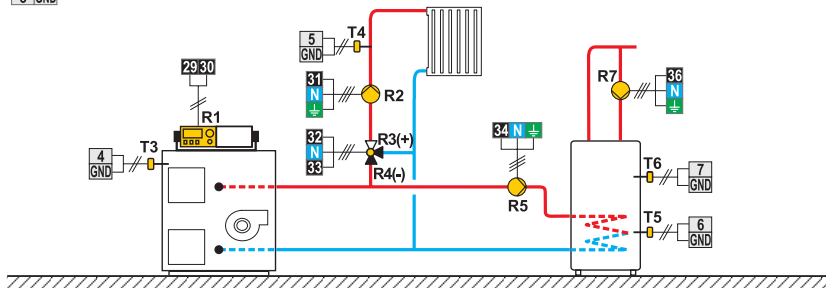 GND
5
GND
T4
29 30
R1
31
N
R2
32
N
33
R3(+)
R4(-)
4
GND
T3
34 N
R5
R7
36
N
T6
7
GND
T5
6
GND